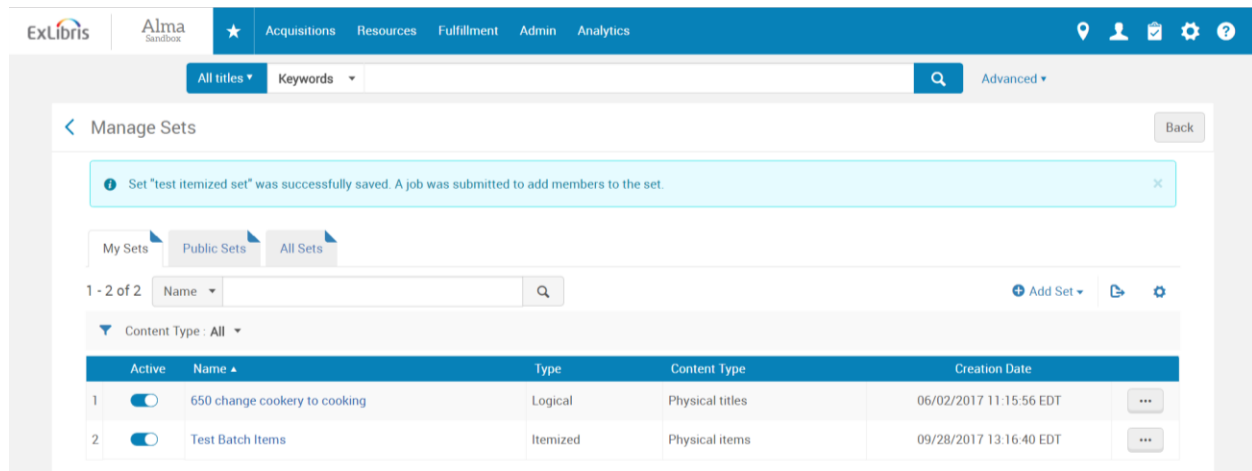 ExLibris Alma Sandbox Acquisitions Resources Fulfillment Admin Analytics
All titles Keywords Advanced
Manage Sets Back
Set "test itemized set" was successfully saved. A job was submitted to add members to the set.
My Sets Public Sets All Sets
1 - 2 of 2 Name Add Set
Content Type : All
Active Name Type Content Type Creation Date
1 650 change cookery to cooking Logical Physical titles 06/02/2017 11:15:56 EDT
2 Test Batch Items Itemized Physical items 09/28/2017 13:16:40 EDT